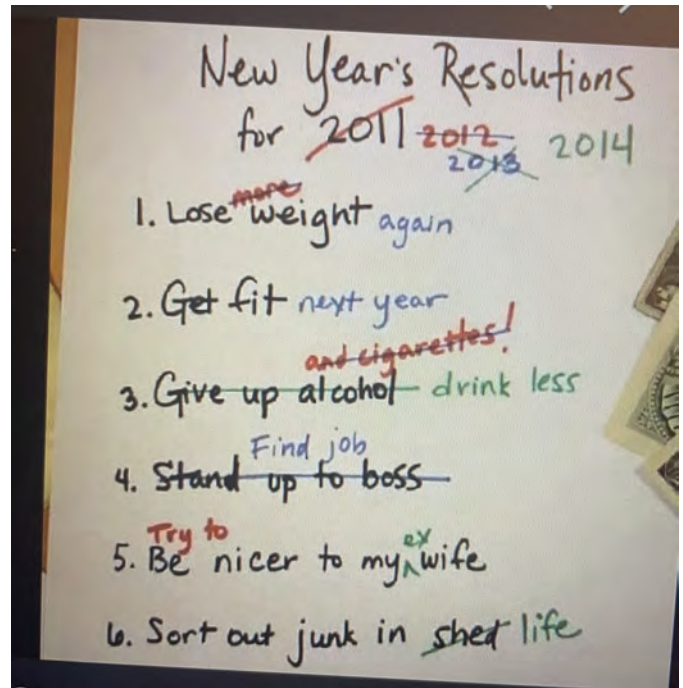 New Year's Resolutions
for 2011 2012 2013 2014
1. Lose more weight again
2. Get fit next year
and cigarettes!
3. Give up alcohol drink less
Find job
4. Stand up to boss
Try to ex
5. Be nicer to my wife
6. Sort out junk in shed life